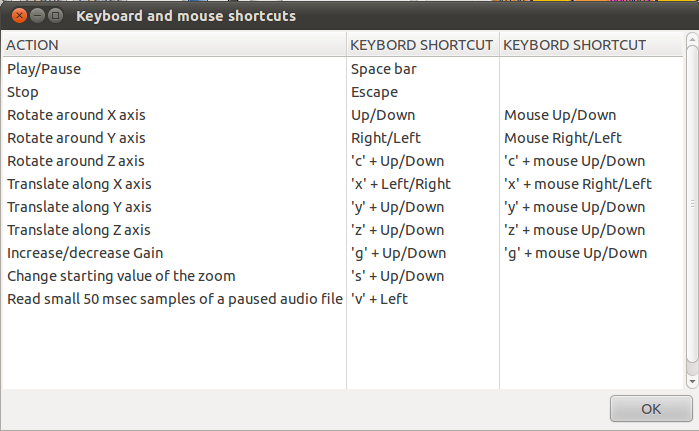 Keyboard and mouse shortcuts
ACTION KEYBORD SHORTCUT KEYBORD SHORTCUT
Play/Pause Space bar
Stop Escape
Rotate around X axis Up/Down Mouse Up/Down
Rotate around Y axis Right/Left Mouse Right/Left
Rotate around Z axis 'c' + Up/Down 'c' + mouse Up/Down
Translate along X axis 'x' + Left/Right 'x' + mouse Right/Left
Translate along Y axis 'y' + Up/Down 'y' + mouse Up/Down
Translate along Z axis 'z' + Up/Down 'z' + mouse Up/Down
Increase/decrease Gain 'g' + Up/Down 'g' + mouse Up/Down
Change starting value of the zoom 's' + Up/Down
Read small 50 msec samples of a paused audio file 'v' + Left
OK